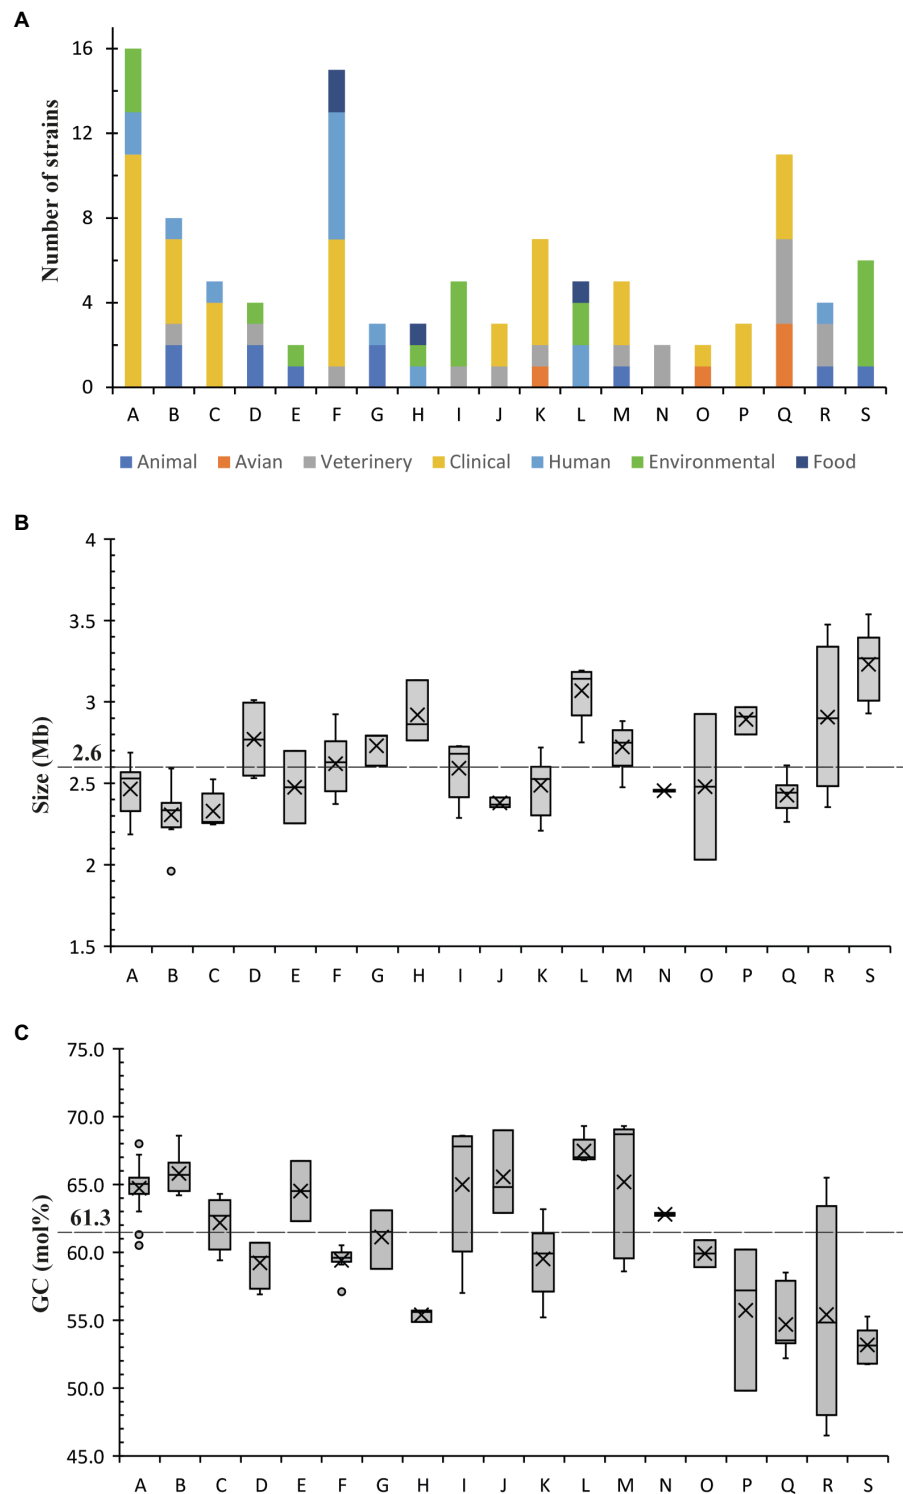 A
Number of strains
16
12
8
4
0
A B C D E F G H I J K L M N O P Q R S
Animal Avian Veterinery Clinical Human Environmental Food
B
Size (Mb)
4
3.5
3
2.6
2.5
2
1.5
A B C D E F G H I J K L M N O P Q R S
C
GC (mol%)
75.0
70.0
65.0
61.3
60.0
55.0
50.0
45.0
A B C D E F G H I J K L M N O P Q R S